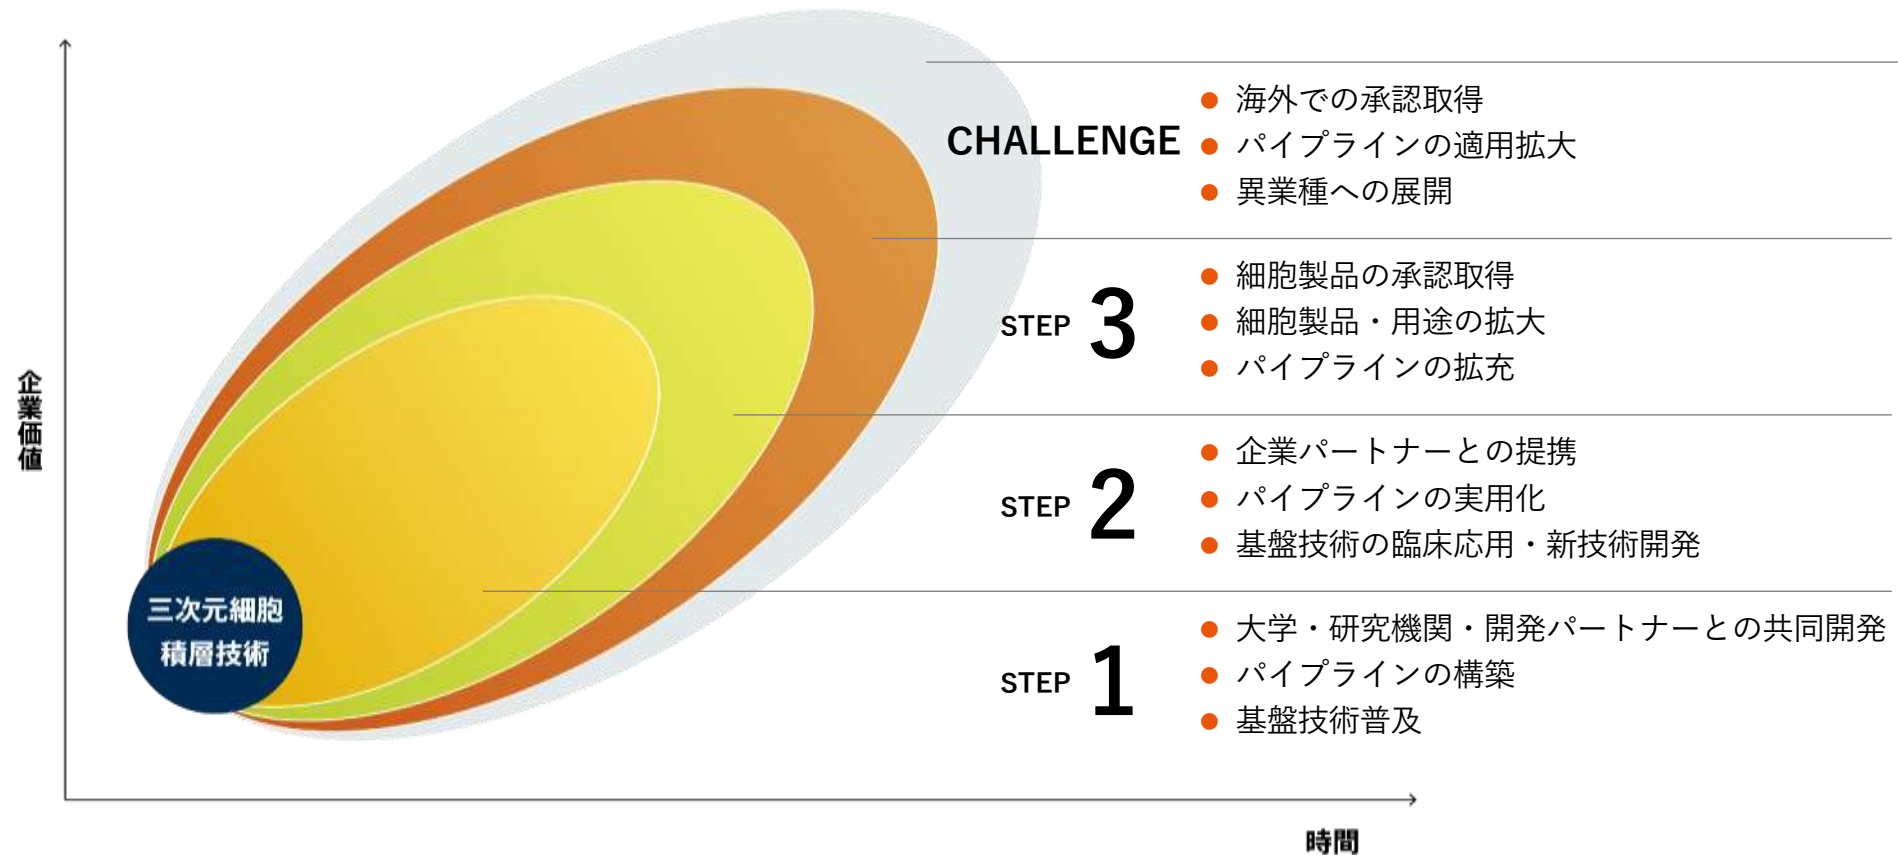 CHALLENGE
海外での承認取得
パイプラインの適用拡大
異業種への展開
STEP 3
細胞製品の承認取得
細胞製品・用途の拡大
パイプラインの拡充
STEP 2
企業パートナーとの提携
パイプラインの実用化
基盤技術の臨床応用・新技術開発
STEP 1
大学・研究機関・開発パートナーとの共同開発
パイプラインの構築
基盤技術普及
三次元細胞
積層技術
企業価値
時間